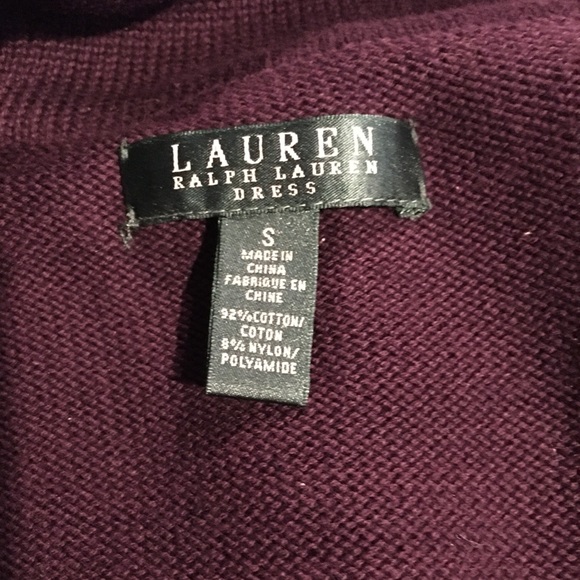 LAUREN
RALPH LAUREN
DRESS
S
MADE IN
CHINA
FABRIQUE EN
CHINE
92%COTTON/
COTON
8% NYLON/
POLYAMIDE